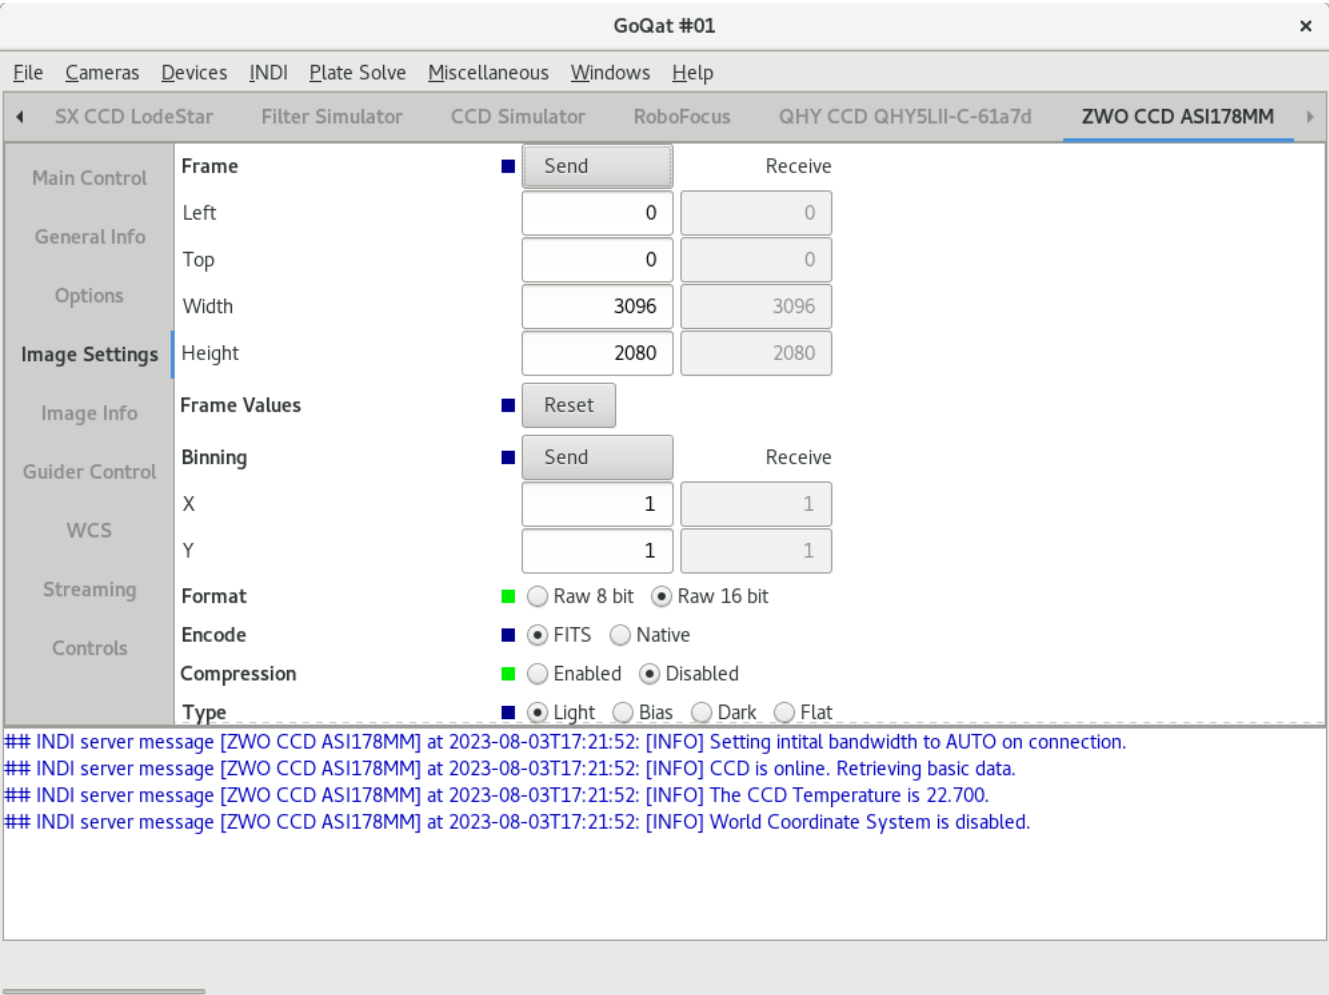 GoQat #01
File Cameras Devices INDI Plate Solve Miscellaneous Windows Help
SX CCD LodeStar Filter Simulator CCD Simulator RoboFocus QHY CCD QHY5LII-C-61a7d ZWO CCD ASI178MM
Main Control
General Info
Options
Image Settings
Image Info
Guider Control
WCS
Streaming
Controls
Frame Send Receive
Left 0 0
Top 0 0
Width 3096 3096
Height 2080 2080
Frame Values Reset
Binning Send Receive
X 1 1
Y 1 1
Format Raw 8 bit Raw 16 bit
Encode FITS Native
Compression Enabled Disabled
Type Light Bias Dark Flat
## INDI server message [ZWO CCD ASI178MM] at 2023-08-03T17:21:52: [INFO] Setting intital bandwidth to AUTO on connection.
## INDI server message [ZWO CCD ASI178MM] at 2023-08-03T17:21:52: [INFO] CCD is online. Retrieving basic data.
## INDI server message [ZWO CCD ASI178MM] at 2023-08-03T17:21:52: [INFO] The CCD Temperature is 22.700.
## INDI server message [ZWO CCD ASI178MM] at 2023-08-03T17:21:52: [INFO] World Coordinate System is disabled.